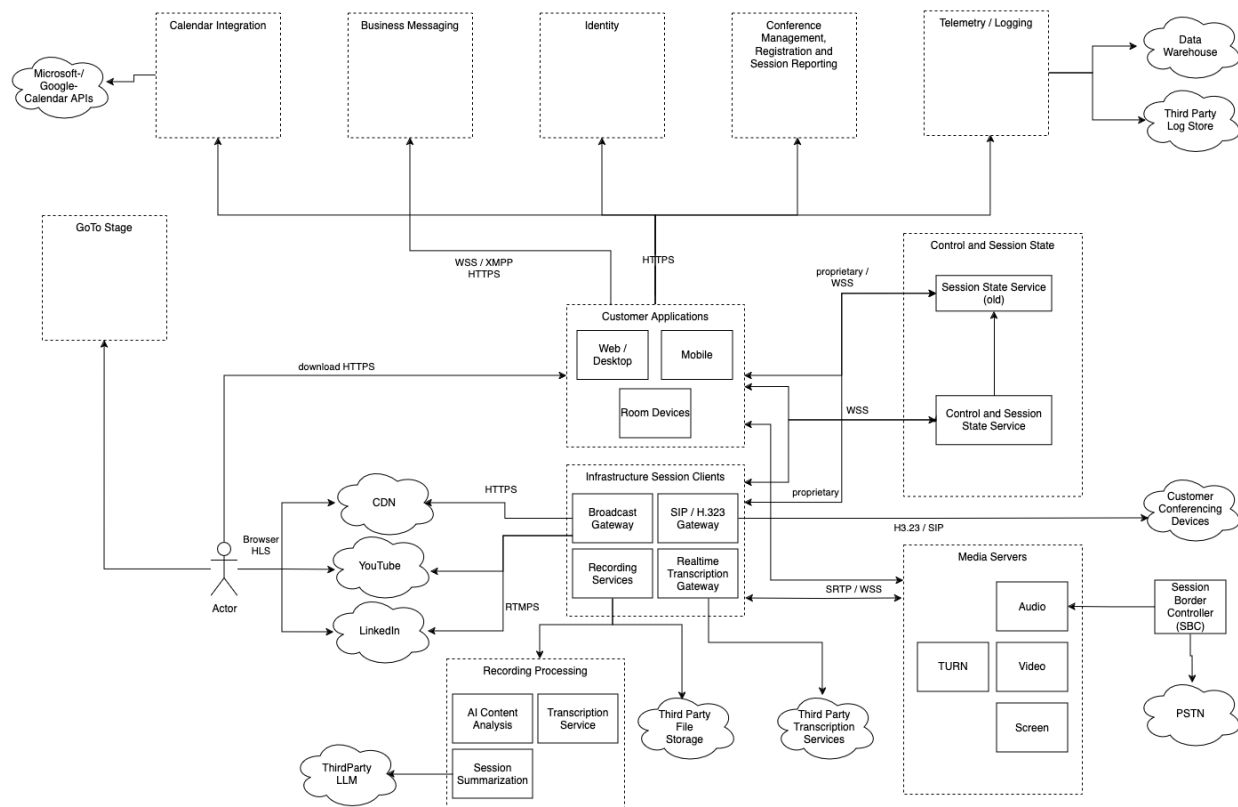 Calendar Integration
Business Messaging
Identity
Conference
Management,
Registration and
Session Reporting
Telemetry / Logging
Data
Warehouse
Microsoft-/
Google-
Calendar APIs
Third Party
Log Store
GoTo Stage
WSS / XMPP
HTTPS
HTTPS
Control and Session State
proprietary /
WSS
Session State Service
(old)
Customer Applications
Web /
Desktop
Mobile
download HTTPS
Room Devices
WSS
Control and Session
State Service
Infrastructure Session Clients
HTTPS
CDN
Broadcast
Gateway
SIP / H.323
Gateway
proprietary
H3.23 / SIP
Customer
Conferencing
Devices
Browser
HLS
YouTube
Recording
Services
Realtime
Transcription
Gateway
Media Servers
SRTP / WSS
Actor
RTMPS
LinkedIn
Audio
Session
Border
Controller
(SBC)
Recording Processing
TURN
Video
AI Content
Analysis
Transcription
Service
Third Party
File
Storage
Third Party
Transcription
Services
Screen
PSTN
ThirdParty
LLM
Session
Summarization